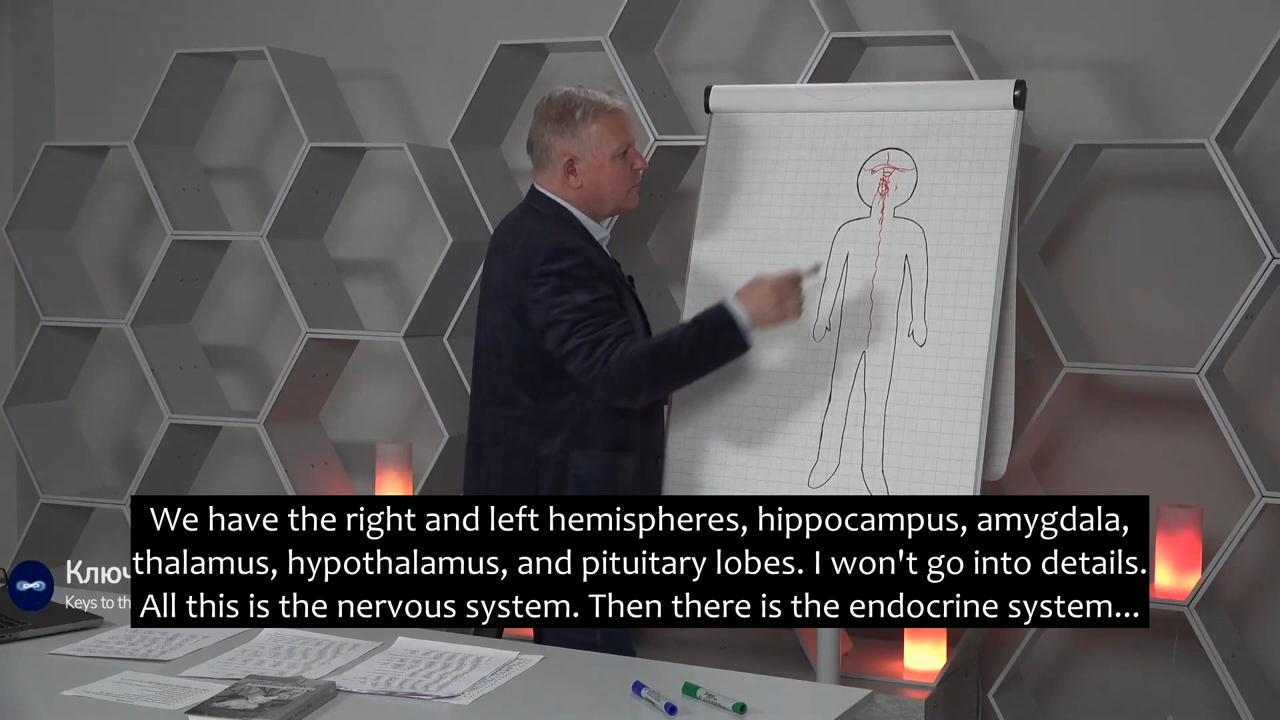 We have the right and left hemispheres, hippocampus, amygdala,
thalamus, hypothalamus, and pituitary lobes. I won't go into details.
All this is the nervous system. Then there is the endocrine system...
Ключ
Keys to th